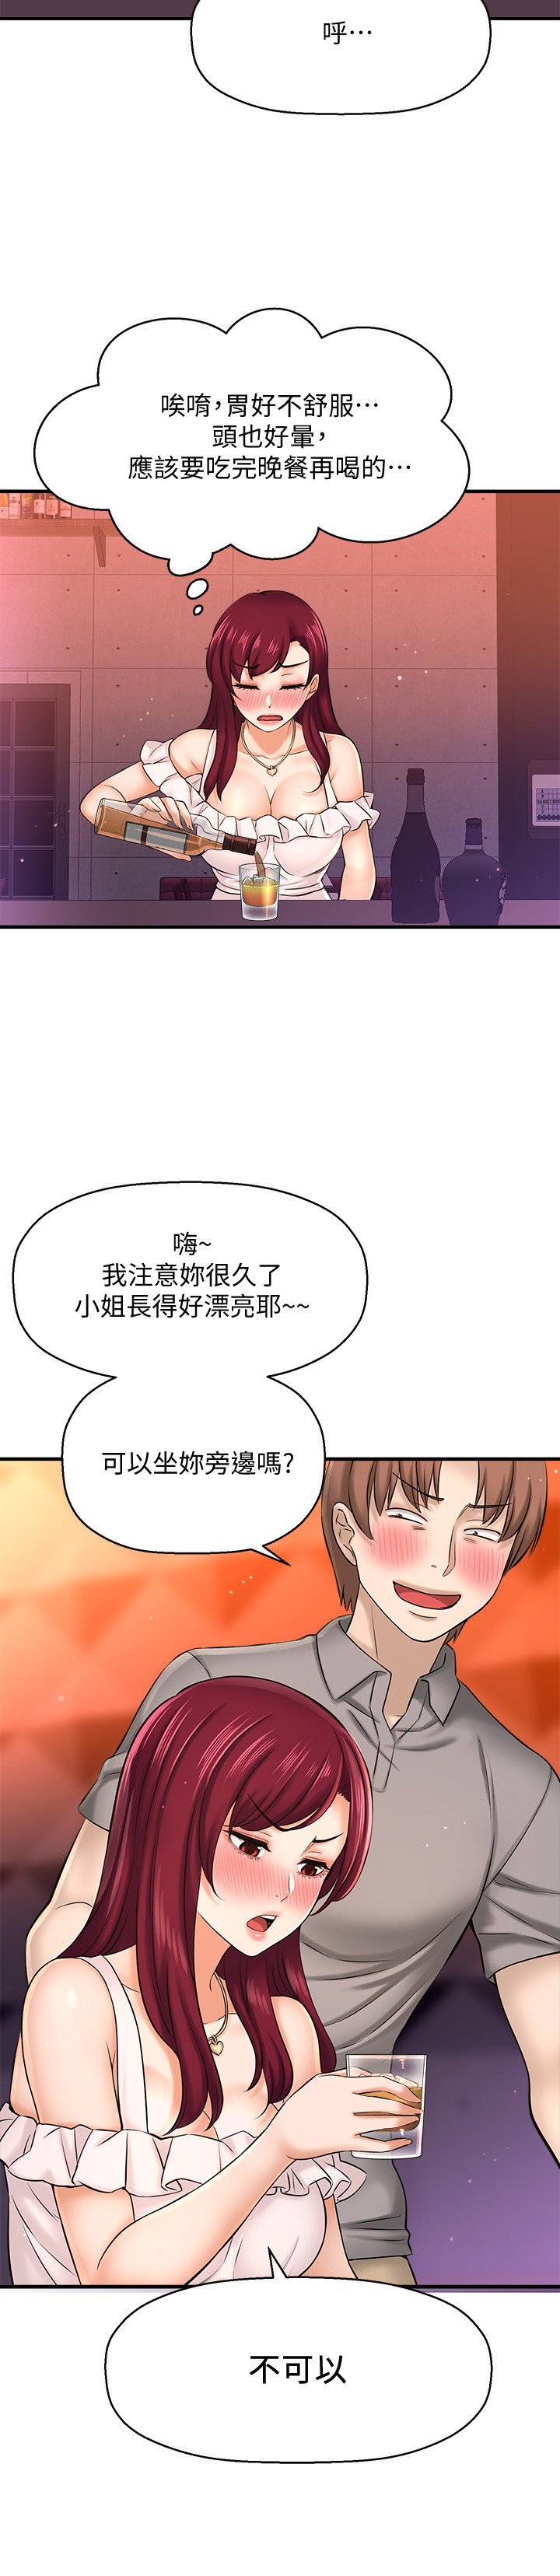 呼⋯
唉唷，胃好不舒服⋯
頭也好暈，
應該要吃完晚餐再喝的⋯
嗨~
我注意妳很久了
小姐長得好漂亮耶~~
可以坐妳旁邊嗎?
不可以